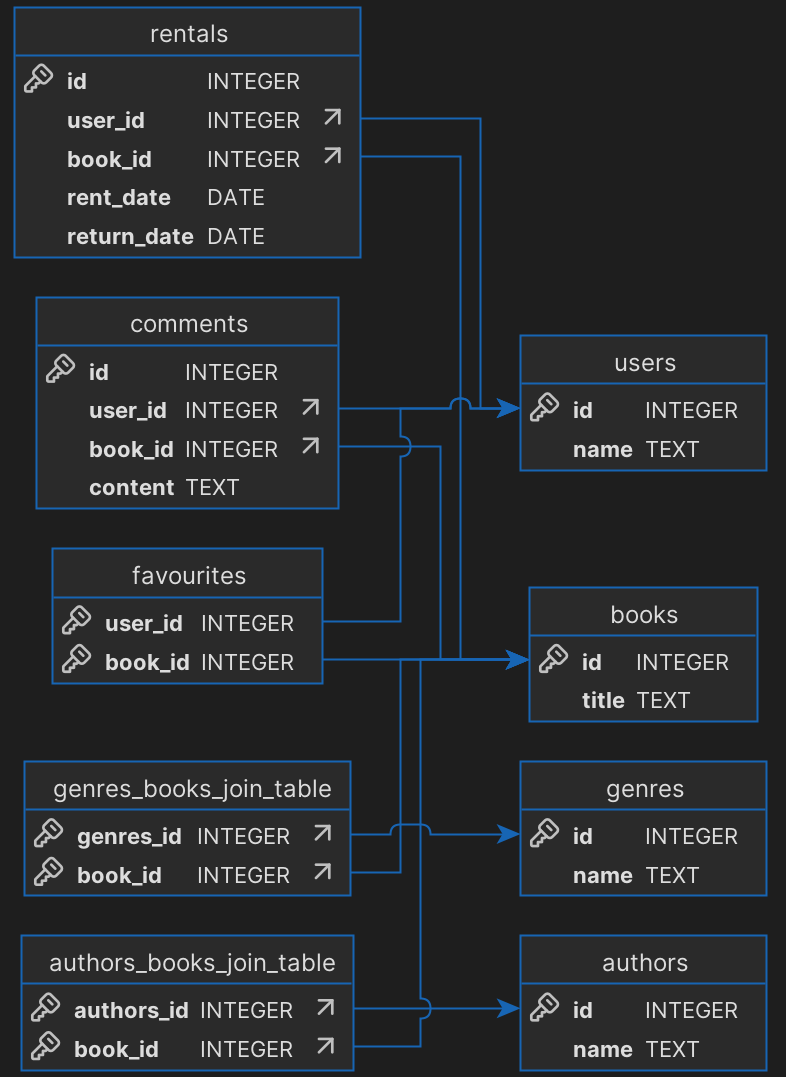 rentals
id INTEGER
user_id INTEGER
book_id INTEGER
rent_date DATE
return_date DATE
comments
id INTEGER
user_id INTEGER
book_id INTEGER
content TEXT
users
id INTEGER
name TEXT
favourites
user_id INTEGER
book_id INTEGER
books
id INTEGER
title TEXT
genres_books_join_table
genres_id INTEGER
book_id INTEGER
genres
id INTEGER
name TEXT
authors_books_join_table
authors_id INTEGER
book_id INTEGER
authors
id INTEGER
name TEXT